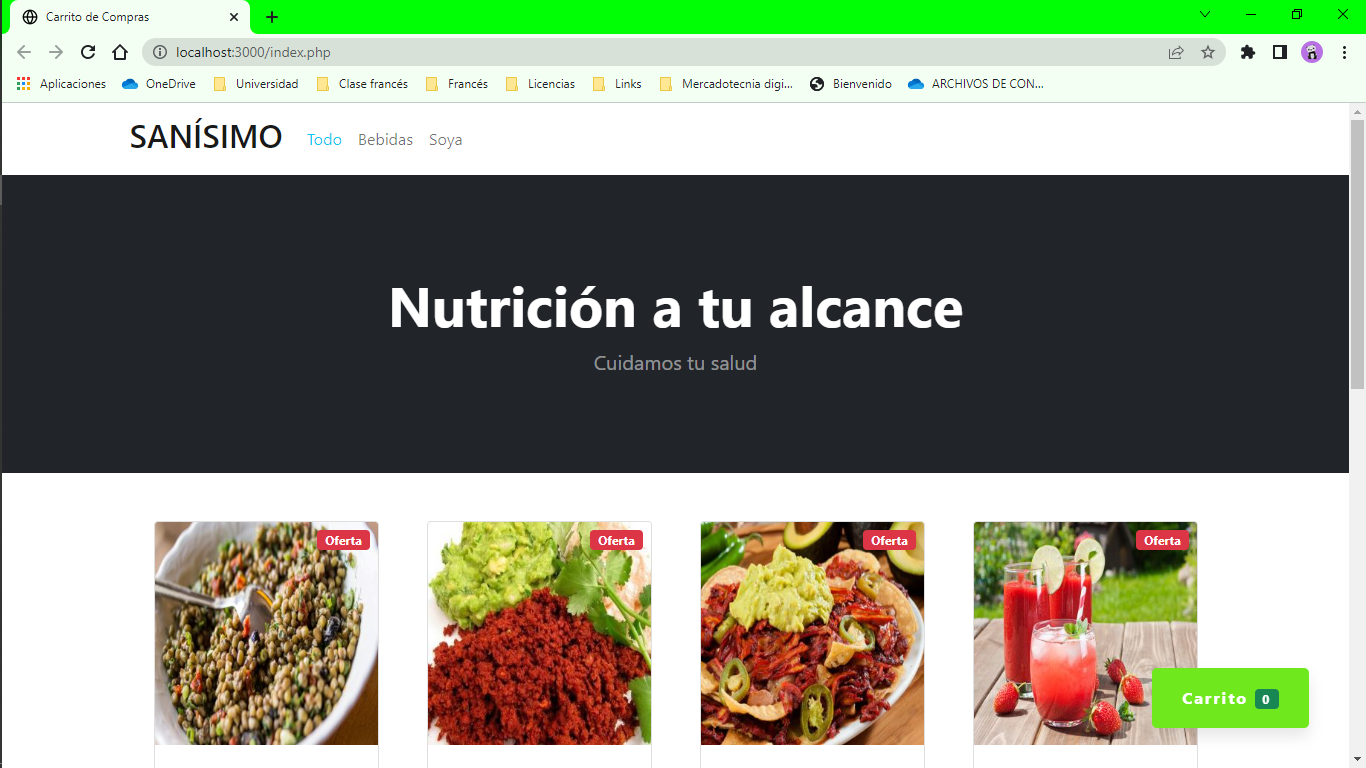 Carrito de Compras
localhost:3000/index.php
Aplicaciones OneDrive Universidad Clase francés Francés Licencias Links Mercadotecnia digi... Bienvenido ARCHIVOS DE CON...
SANÍSIMO Todo Bebidas Soya
Nutrición a tu alcance
Cuidamos tu salud
Oferta Oferta Oferta Oferta
Carrito 0